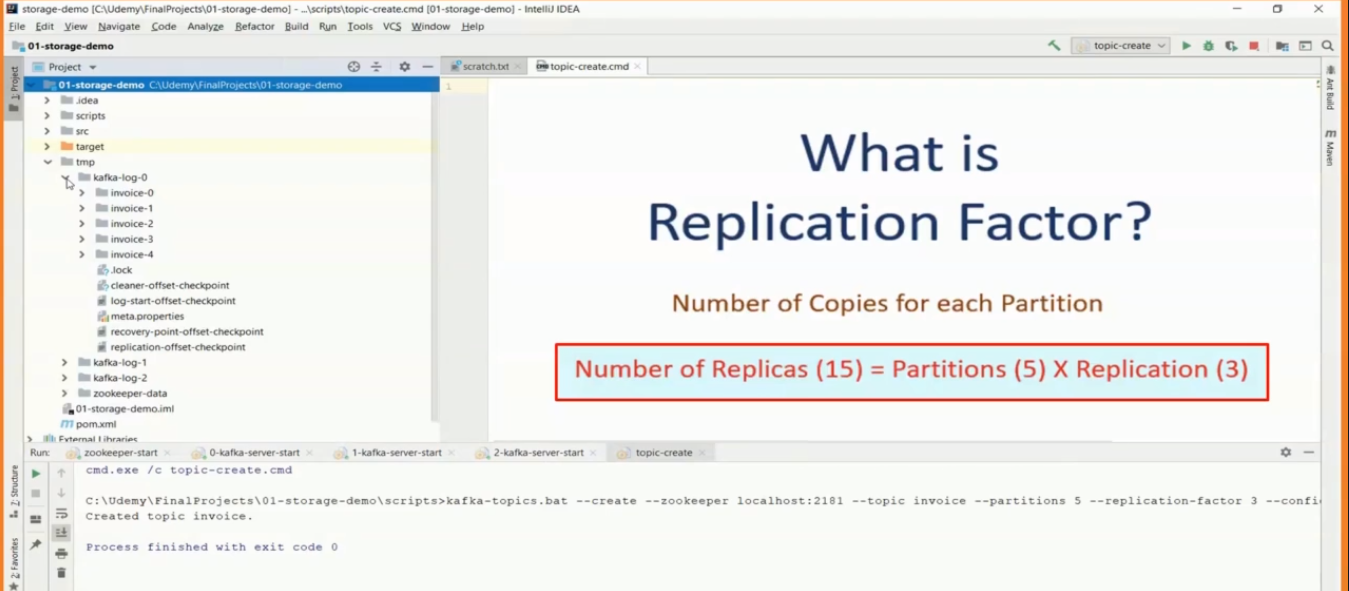 storage-demo [C:\Udemy\FinalProjects\01-storage-demo] - ...\scripts\topic-create.cmd [01-storage-demo] - IntelliJ IDEA
File Edit View Navigate Code Analyze Refactor Build Run Tools VCS Window Help
01-storage-demo
topic-create
1: Project
Project
scratch.txt
topic-create.cmd
01-storage-demo C:\Udemy\FinalProjects\01-storage-demo
.idea
scripts
src
target
tmp
kafka-log-0
invoice-0
invoice-1
invoice-2
invoice-3
invoice-4
.lock
cleaner-offset-checkpoint
log-start-offset-checkpoint
meta.properties
recovery-point-offset-checkpoint
replication-offset-checkpoint
kafka-log-1
kafka-log-2
zookeeper-data
01-storage-demo.iml
pom.xml
External Libraries
1
What is
Replication Factor?
Number of Copies for each Partition
Number of Replicas (15) = Partitions (5) X Replication (3)
Ant Build
Maven
Run: zookeeper-start 0-kafka-server-start 1-kafka-server-start 2-kafka-server-start topic-create
cmd.exe /c topic-create.cmd
C:\Udemy\FinalProjects\01-storage-demo\scripts>kafka-topics.bat --create --zookeeper localhost:2181 --topic invoice --partitions 5 --replication-factor 3 --confi
Created topic invoice.
Process finished with exit code 0
Z: Structure
2: Favorites